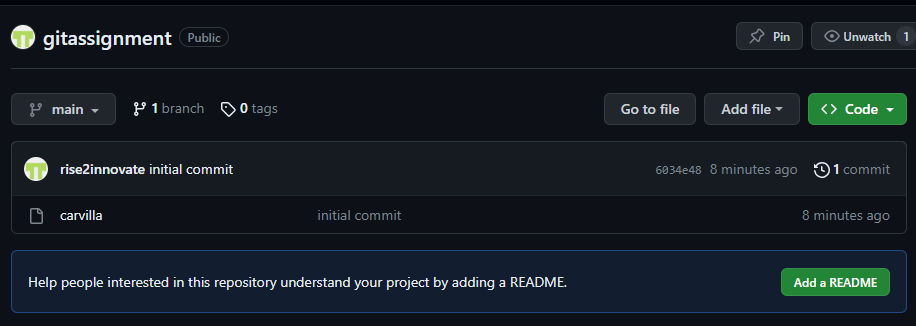 gitassignment Public Pin Unwatch 1
main 1 branch 0 tags Go to file Add file <> Code
rise2innovate initial commit 6034e48 8 minutes ago 1 commit
carvilla initial commit 8 minutes ago
Help people interested in this repository understand your project by adding a README. Add a README